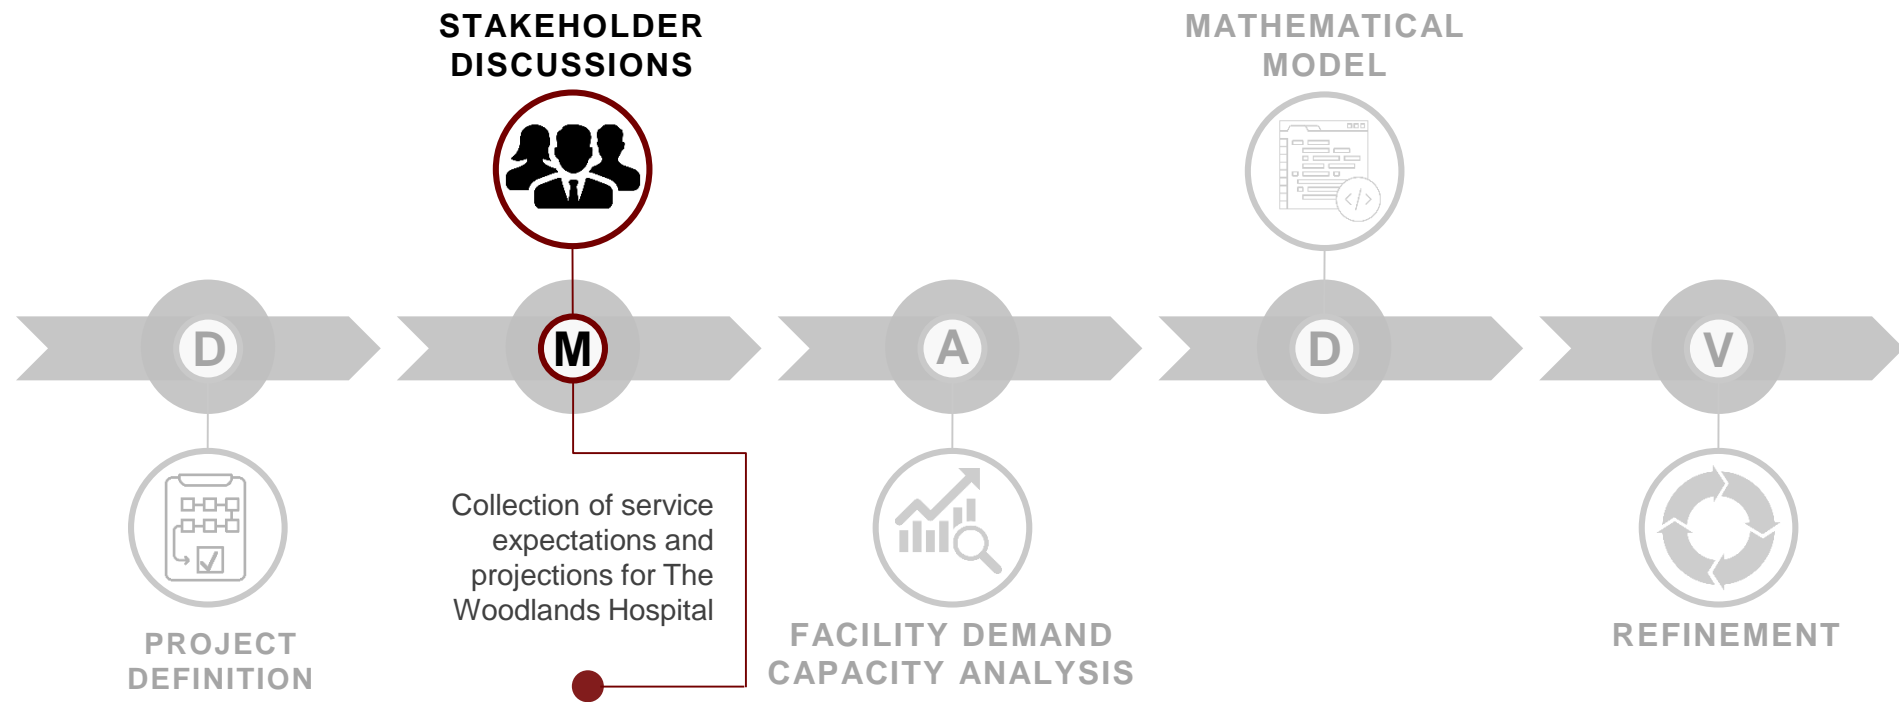 STAKEHOLDER
DISCUSSIONS
MATHEMATICAL
MODEL
</>
D
M
A
D
V
Collection of service
expectations and
projections for The
Woodlands Hospital
PROJECT
DEFINITION
FACILITY DEMAND
CAPACITY ANALYSIS
REFINEMENT